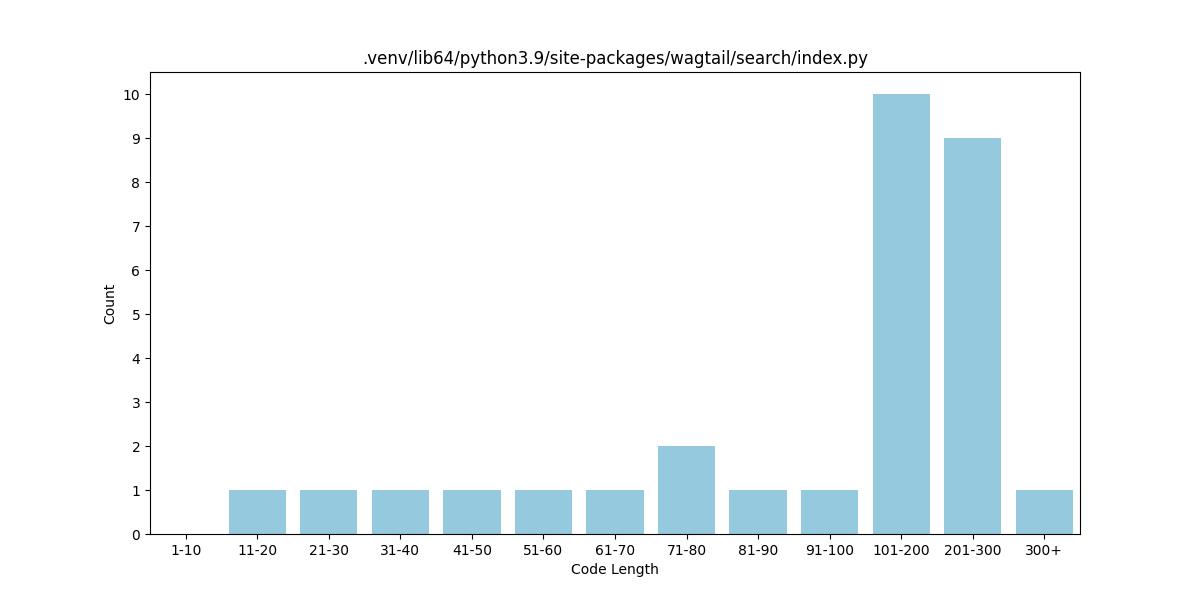 .venv/lib64/python3.9/site-packages/wagtail/search/index.py
10
9
8
7
6
5
4
3
2
1
0
Count
1-10 11-20 21-30 31-40 41-50 51-60 61-70 71-80 81-90 91-100 101-200 201-300 300+
Code Length